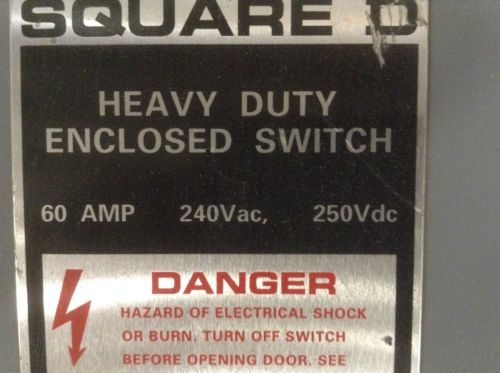 SQUARE D
HEAVY DUTY
ENCLOSED SWITCH
60 AMP 240Vac, 250Vdc
DANGER
HAZARD OF ELECTRICAL SHOCK
OR BURN. TURN OFF SWITCH
BEFORE OPENING DOOR. SEE